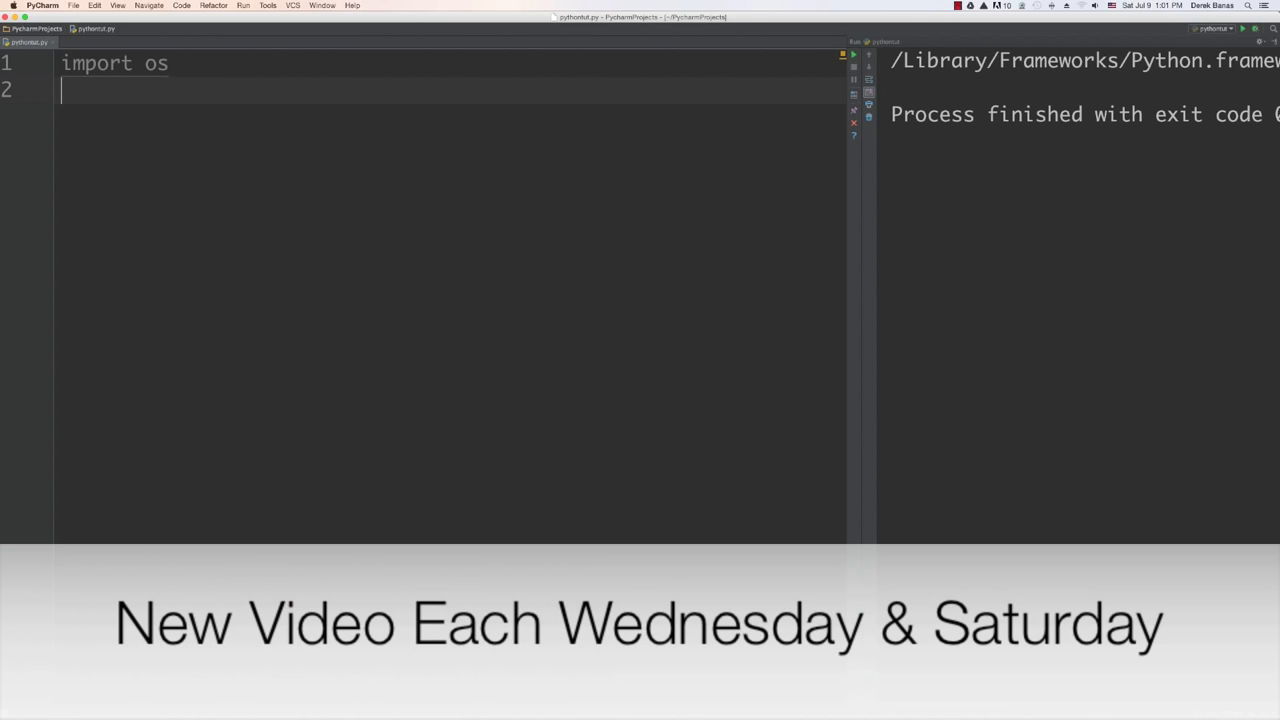 PyCharm File Edit View Navigate Code Refactor Run Tools VCS Window Help
10
Sat Jul 9 1:01 PM Derek Banas
pythontut.py - PycharmProjects - [~/PycharmProjects]
PycharmProjects pythontut.py
pythontut
pythontut.py
Run pythontut
1 import os
2
/Library/Frameworks/Python.framew
Process finished with exit code 0
New Video Each Wednesday & Saturday